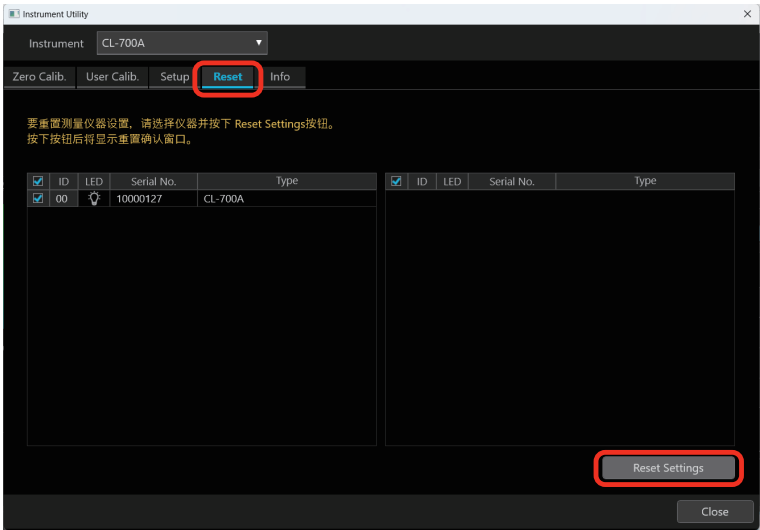 Instrument Utility
Instrument CL-700A
Zero Calib. User Calib. Setup Reset Info
要重置测量仪器设置，请选择仪器并按下 Reset Settings按钮。
按下按钮后将显示重置确认窗口。
ID LED Serial No. Type ID LED Serial No. Type
00 10000127 CL-700A
Reset Settings
Close